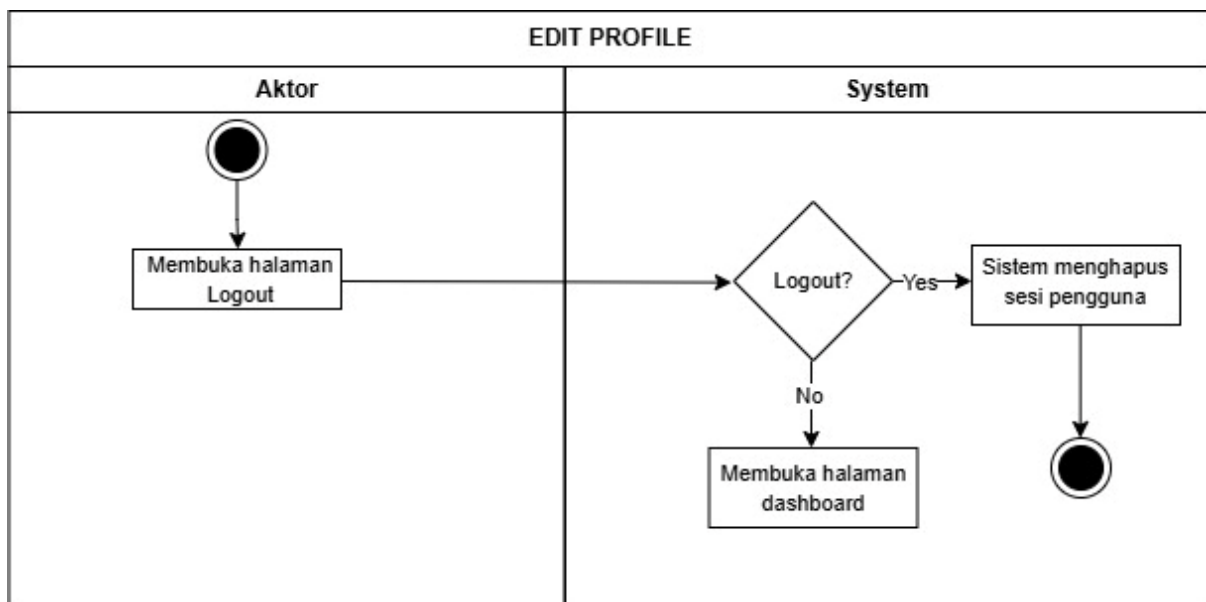 EDIT PROFILE
Aktor
System
Membuka halaman
Logout
Logout?
Yes
Sistem menghapus
sesi pengguna
No
Membuka halaman
dashboard